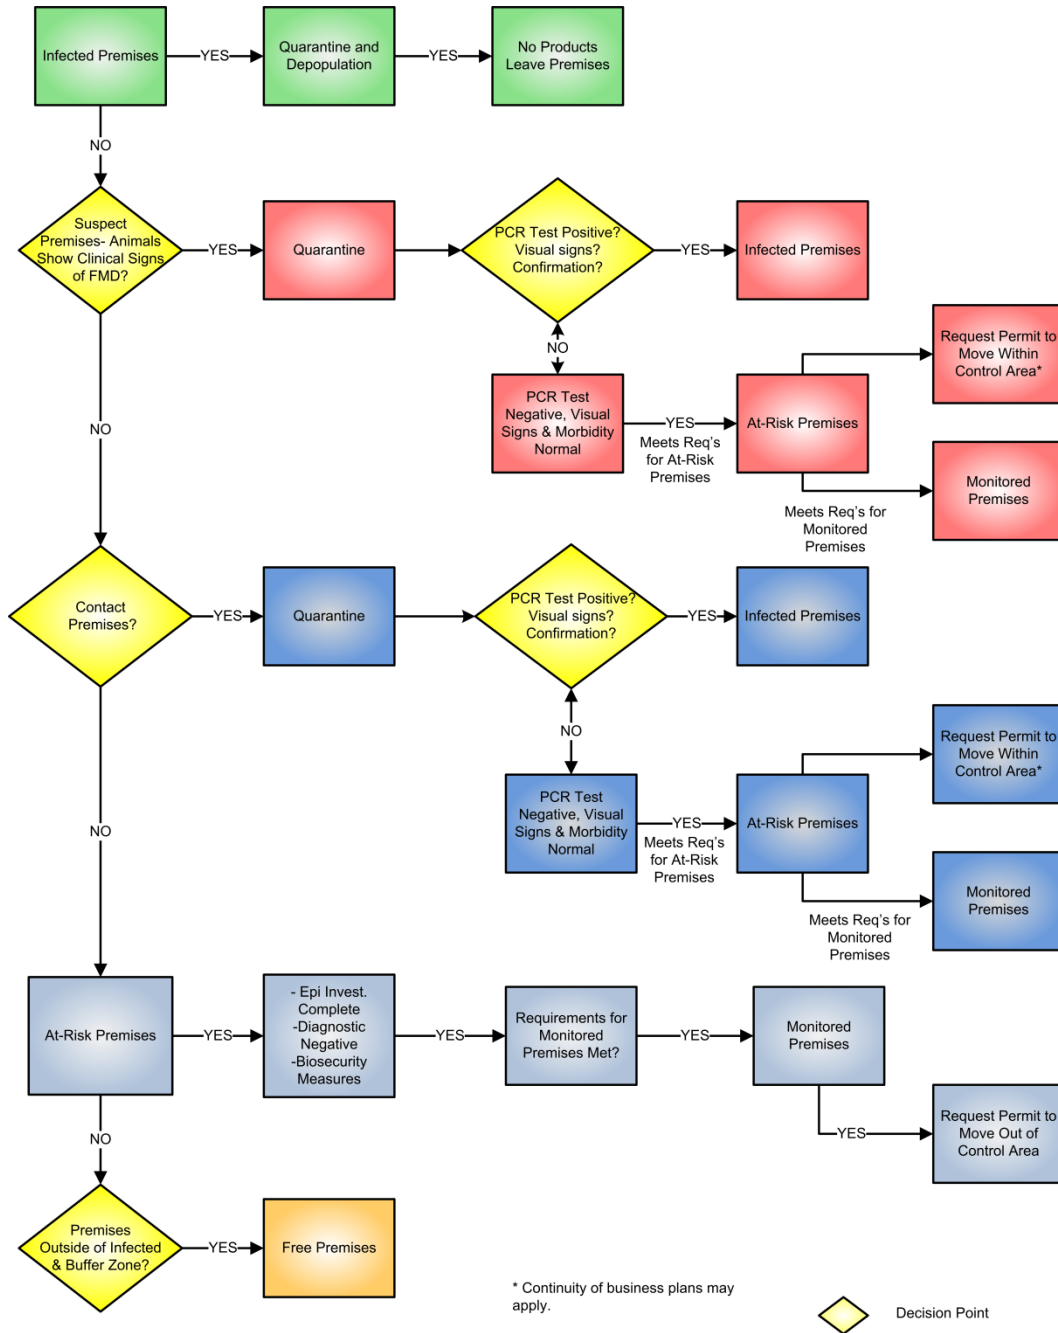 Infected Premises
YES
Quarantine and
Depopulation
YES
No Products
Leave Premises
NO
Suspect
Premises- Animals
Show Clinical Signs
of FMD?
YES
Quarantine
PCR Test Positive?
Visual signs?
Confirmation?
YES
Infected Premises
NO
PCR Test
Negative, Visual
Signs & Morbidity
Normal
YES
Meets Req's
for At-Risk
Premises
At-Risk Premises
Request Permit to
Move Within
Control Area*
Meets Req's for
Monitored
Premises
Monitored
Premises
NO
Contact
Premises?
YES
Quarantine
PCR Test Positive?
Visual signs?
Confirmation?
YES
Infected Premises
NO
PCR Test
Negative, Visual
Signs & Morbidity
Normal
YES
Meets Req's
for At-Risk
Premises
At-Risk Premises
Request Permit to
Move Within
Control Area*
Meets Req's for
Monitored
Premises
Monitored
Premises
NO
At-Risk Premises
YES
- Epi Invest.
Complete
-Diagnostic
Negative
-Biosecurity
Measures
YES
Requirements for
Monitored
Premises Met?
YES
Monitored
Premises
YES
Request Permit to
Move Out of
Control Area
NO
Premises
Outside of Infected
& Buffer Zone?
YES
Free Premises
* Continuity of business plans may
apply.
Decision Point